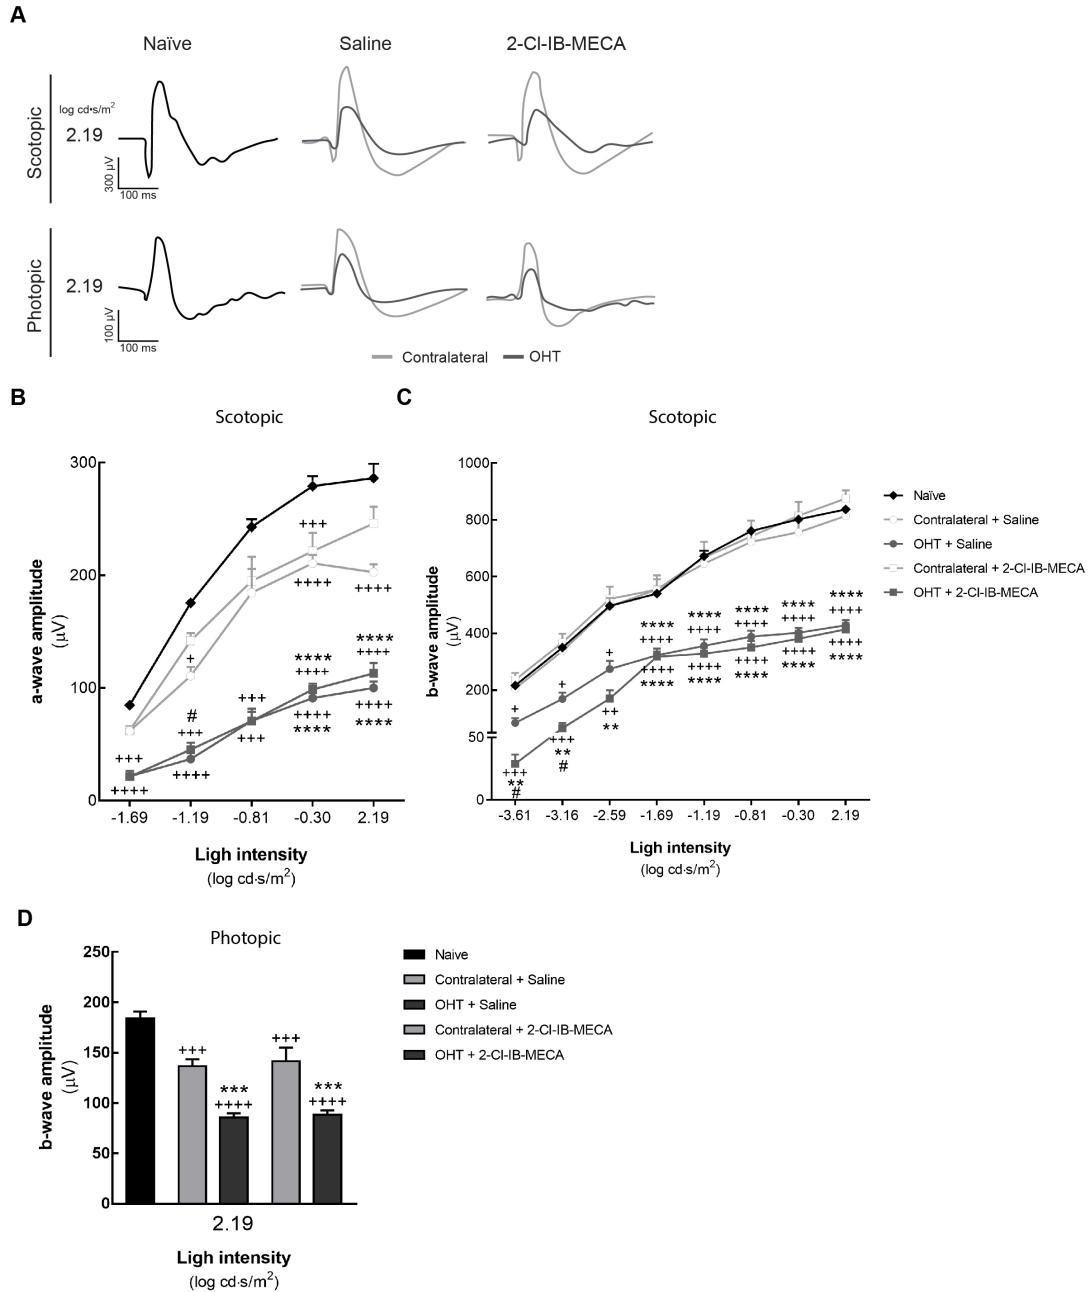 A
Naïve Saline 2-Cl-IB-MECA
Scotopic
log cd•s/m2
2.19
300 µV
100 ms
Photopic
2.19
100 µV
100 ms
Contralateral OHT
B
Scotopic
a-wave amplitude
(µV)
300
200
100
0
+++
++++
+
#
+++
++++
+++
+++
+++
++++
****
++++
++++
****
++++
****
++++
++++
****
-1.69 -1.19 -0.81 -0.30 2.19
Ligh intensity
(log cd·s/m2)
C
Scotopic
b-wave amplitude
(µV)
1000
800
600
400
200
50
0
+
+++
**
#
+
+++
**
#
+
++
**
****
++++
++++
****
****
++++
++++
****
****
++++
++++
****
****
++++
++++
****
****
++++
++++
****
-3.61 -3.16 -2.59 -1.69 -1.19 -0.81 -0.30 2.19
Ligh intensity
(log cd·s/m2)
Naïve
Contralateral + Saline
OHT + Saline
Contralateral + 2-Cl-IB-MECA
OHT + 2-Cl-IB-MECA
D
Photopic
b-wave amplitude
(µV)
250
200
150
100
50
0
+++
***
++++
+++
***
++++
2.19
Ligh intensity
(log cd·s/m2)
Naive
Contralateral + Saline
OHT + Saline
Contralateral + 2-Cl-IB-MECA
OHT + 2-Cl-IB-MECA